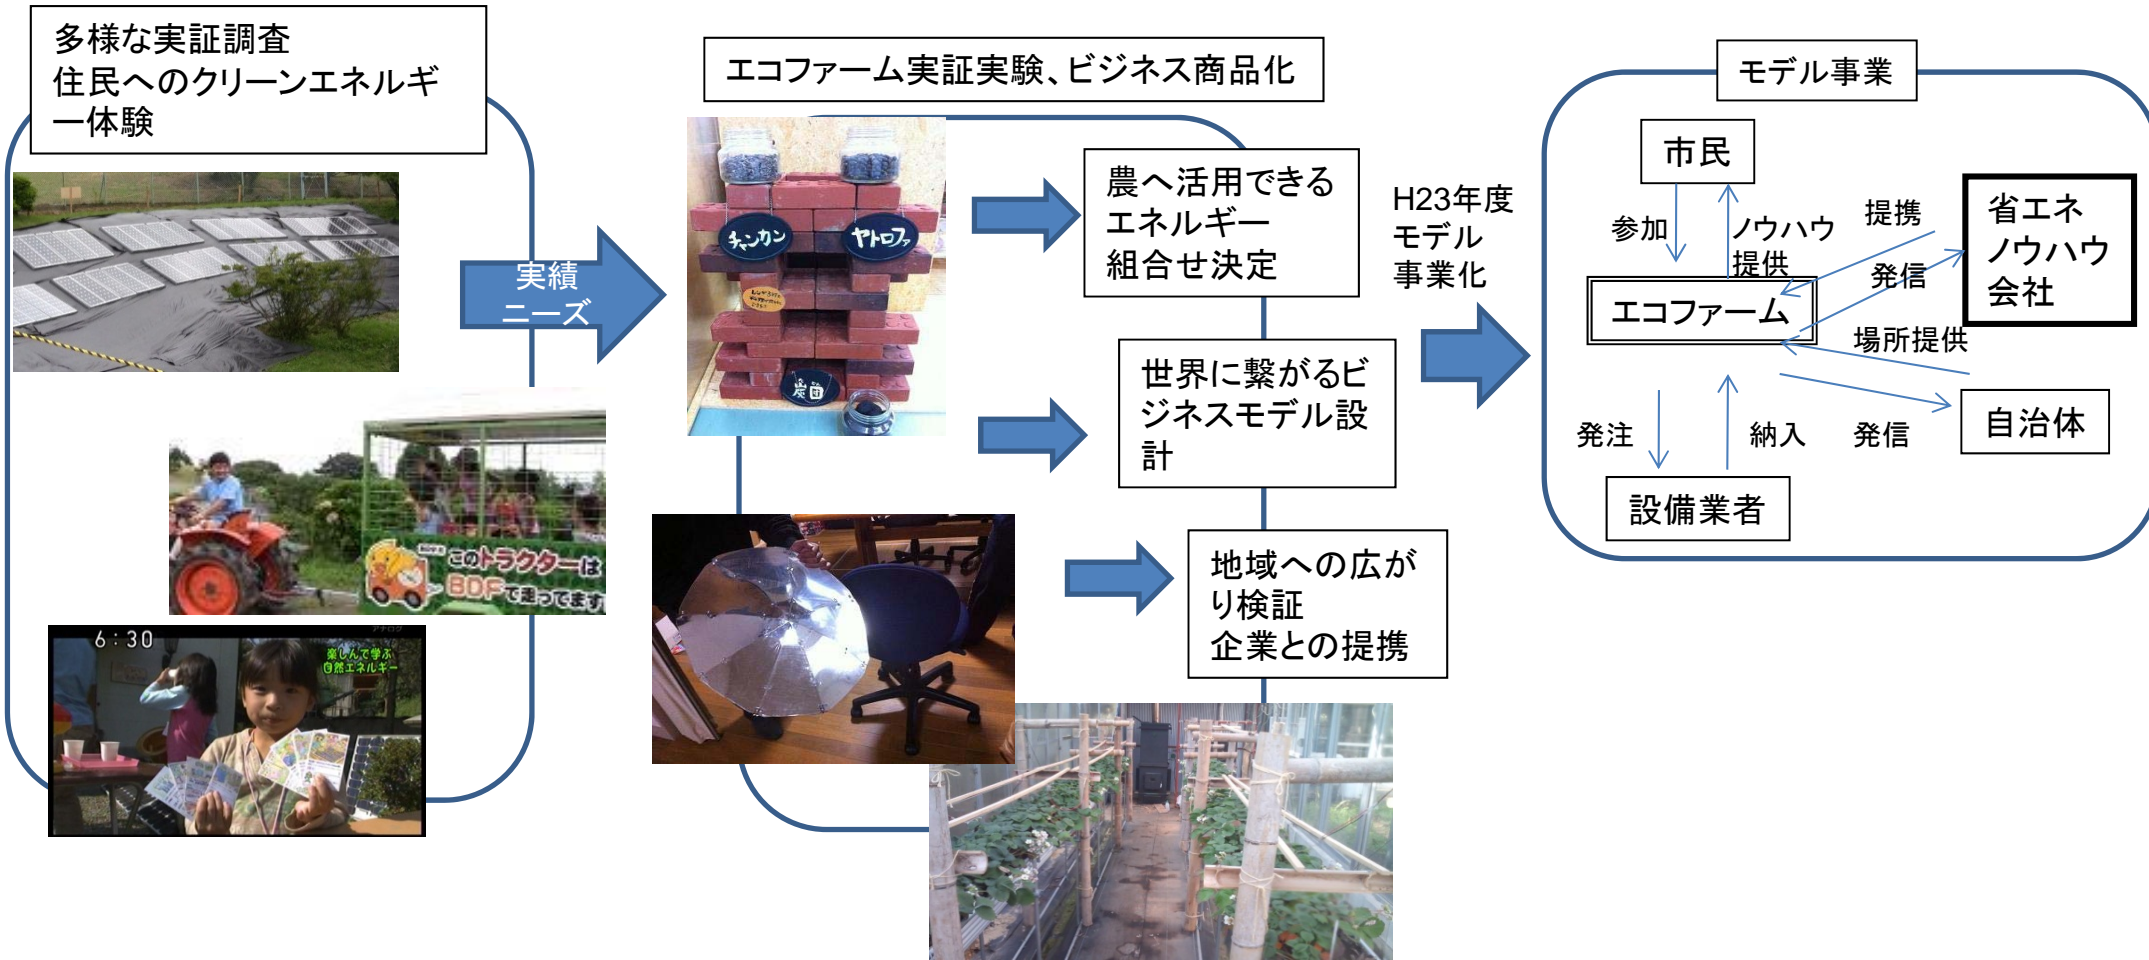 多様な実証調査
住民へのクリーンエネルギ
ー体験
6:30
アナログ
楽しんで学ぶ
自然エネルギー
このトラクターは
BDFで走ってます
実績
ニーズ
エコファーム実証実験、ビジネス商品化
チャンカン
ヤトロファ
炭団
農へ活用できる
エネルギー
組合せ決定
世界に繋がるビ
ジネスモデル設
計
地域への広が
り検証
企業との提携
H23年度
モデル
事業化
モデル事業
市民
参加
ノウハウ
提供
提携
発信
省エネ
ノウハウ
会社
エコファーム
場所提供
発注
納入
発信
自治体
設備業者